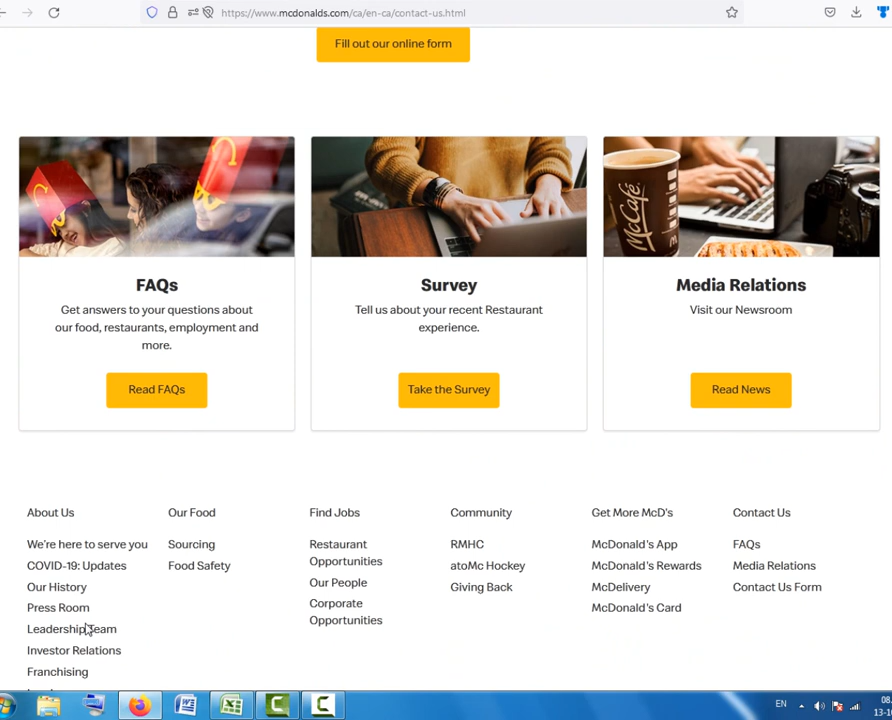 https://www.mcdonalds.com/ca/en-ca/contact-us.html
Fill out our online form
McCafé
FAQs
Get answers to your questions about
our food, restaurants, employment and
more.
Read FAQs
Survey
Tell us about your recent Restaurant
experience.
Take the Survey
Media Relations
Visit our Newsroom
Read News
About Us
We're here to serve you
COVID-19: Updates
Our History
Press Room
Leadership Team
Investor Relations
Franchising
Our Food
Sourcing
Food Safety
Find Jobs
Restaurant
Opportunities
Our People
Corporate
Opportunities
Community
RMHC
atoMc Hockey
Giving Back
Get More McD's
McDonald's App
McDonald's Rewards
McDelivery
McDonald's Card
Contact Us
FAQs
Media Relations
Contact Us Form
EN